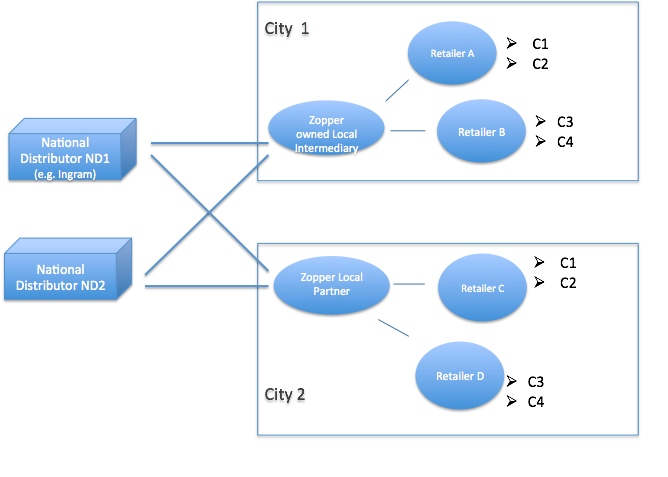 City 1
Retailer A
C1
C2
Zopper
owned Local
Intermediary
Retailer B
C3
C4
National
Distributor ND1
(e.g. Ingram)
National
Distributor ND2
Zopper Local
Partner
Retailer C
C1
C2
Retailer D
C3
C4
City 2